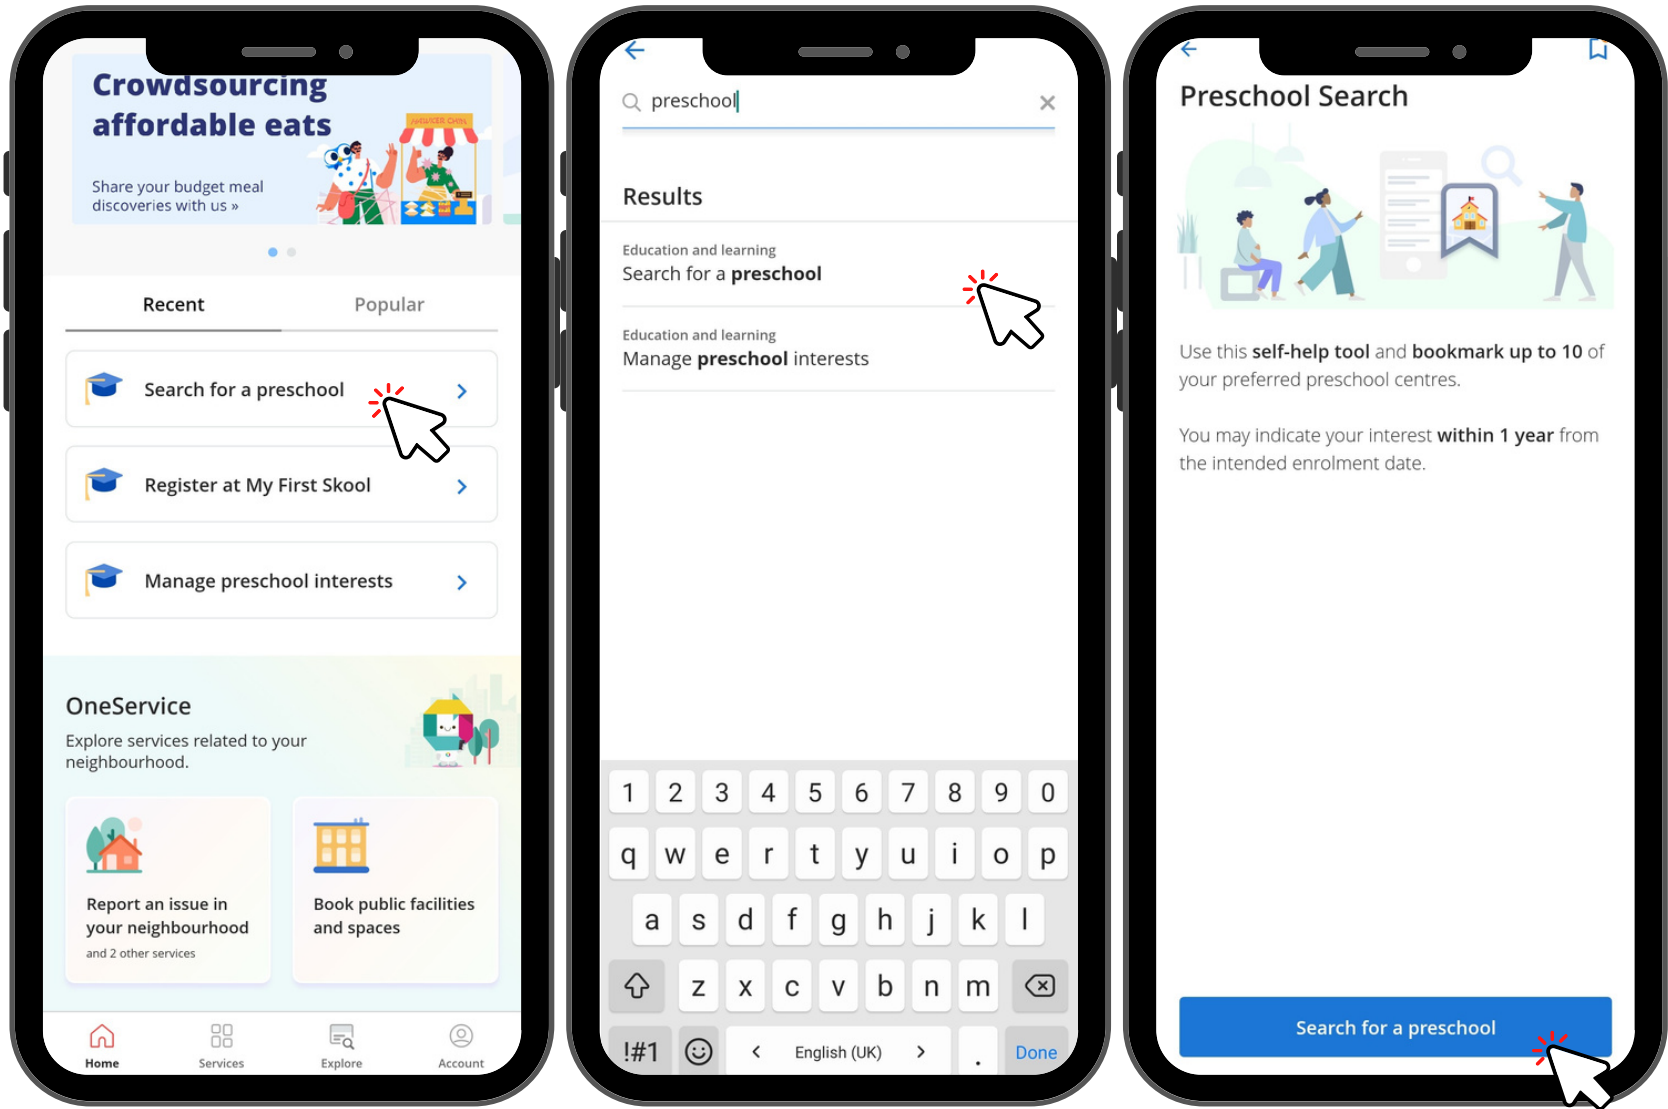 Crowdsourcing
affordable eats
Share your budget meal
discoveries with us »
Recent
Popular
Search for a preschool
Register at My First Skool
Manage preschool interests
OneService
Explore services related to your
neighbourhood.
Report an issue in
your neighbourhood
and 2 other services
Book public facilities
and spaces
Home
Services
Explore
Account
preschool
Results
Education and learning
Search for a preschool
Education and learning
Manage preschool interests
1 2 3 4 5 6 7 8 9 0
q w e r t y u i o p
a s d f g h j k l
z x c v b n m
!#1 < English (UK) > . Done
Preschool Search
Use this self-help tool and bookmark up to 10 of
your preferred preschool centres.
You may indicate your interest within 1 year from
the intended enrolment date.
Search for a preschool